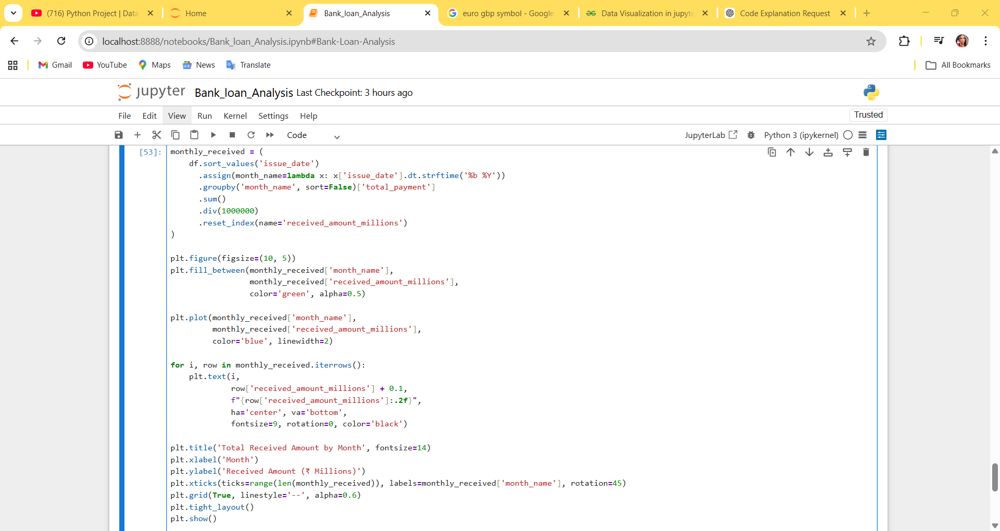 (716) Python Project | Data
Home
Bank_loan_Analysis
euro gbp symbol - Google
Data Visualization in jupyte
Code Explanation Request
localhost:8888/notebooks/Bank_loan_Analysis.ipynb#Bank-Loan-Analysis
Gmail YouTube Maps News Translate All Bookmarks
jupyter Bank_loan_Analysis Last Checkpoint: 3 hours ago
File Edit View Run Kernel Settings Help Trusted
Code JupyterLab Python 3 (ipykernel)
[53]: monthly_received = (
    df.sort_values('issue_date')
      .assign(month_name=lambda x: x['issue_date'].dt.strftime('%b %Y'))
      .groupby('month_name', sort=False)['total_payment']
      .sum()
      .div(1000000)
      .reset_index(name='received_amount_millions')
)
plt.figure(figsize=(10, 5))
plt.fill_between(monthly_received['month_name'],
                 monthly_received['received_amount_millions'],
                 color='green', alpha=0.5)
plt.plot(monthly_received['month_name'],
         monthly_received['received_amount_millions'],
         color='blue', linewidth=2)
for i, row in monthly_received.iterrows():
    plt.text(i,
             row['received_amount_millions'] + 0.1,
             f"{row['received_amount_millions']:.2f}",
             ha='center', va='bottom',
             fontsize=9, rotation=0, color='black')
plt.title('Total Received Amount by Month', fontsize=14)
plt.xlabel('Month')
plt.ylabel('Received Amount (₹ Millions)')
plt.xticks(ticks=range(len(monthly_received)), labels=monthly_received['month_name'], rotation=45)
plt.grid(True, linestyle='--', alpha=0.6)
plt.tight_layout()
plt.show()